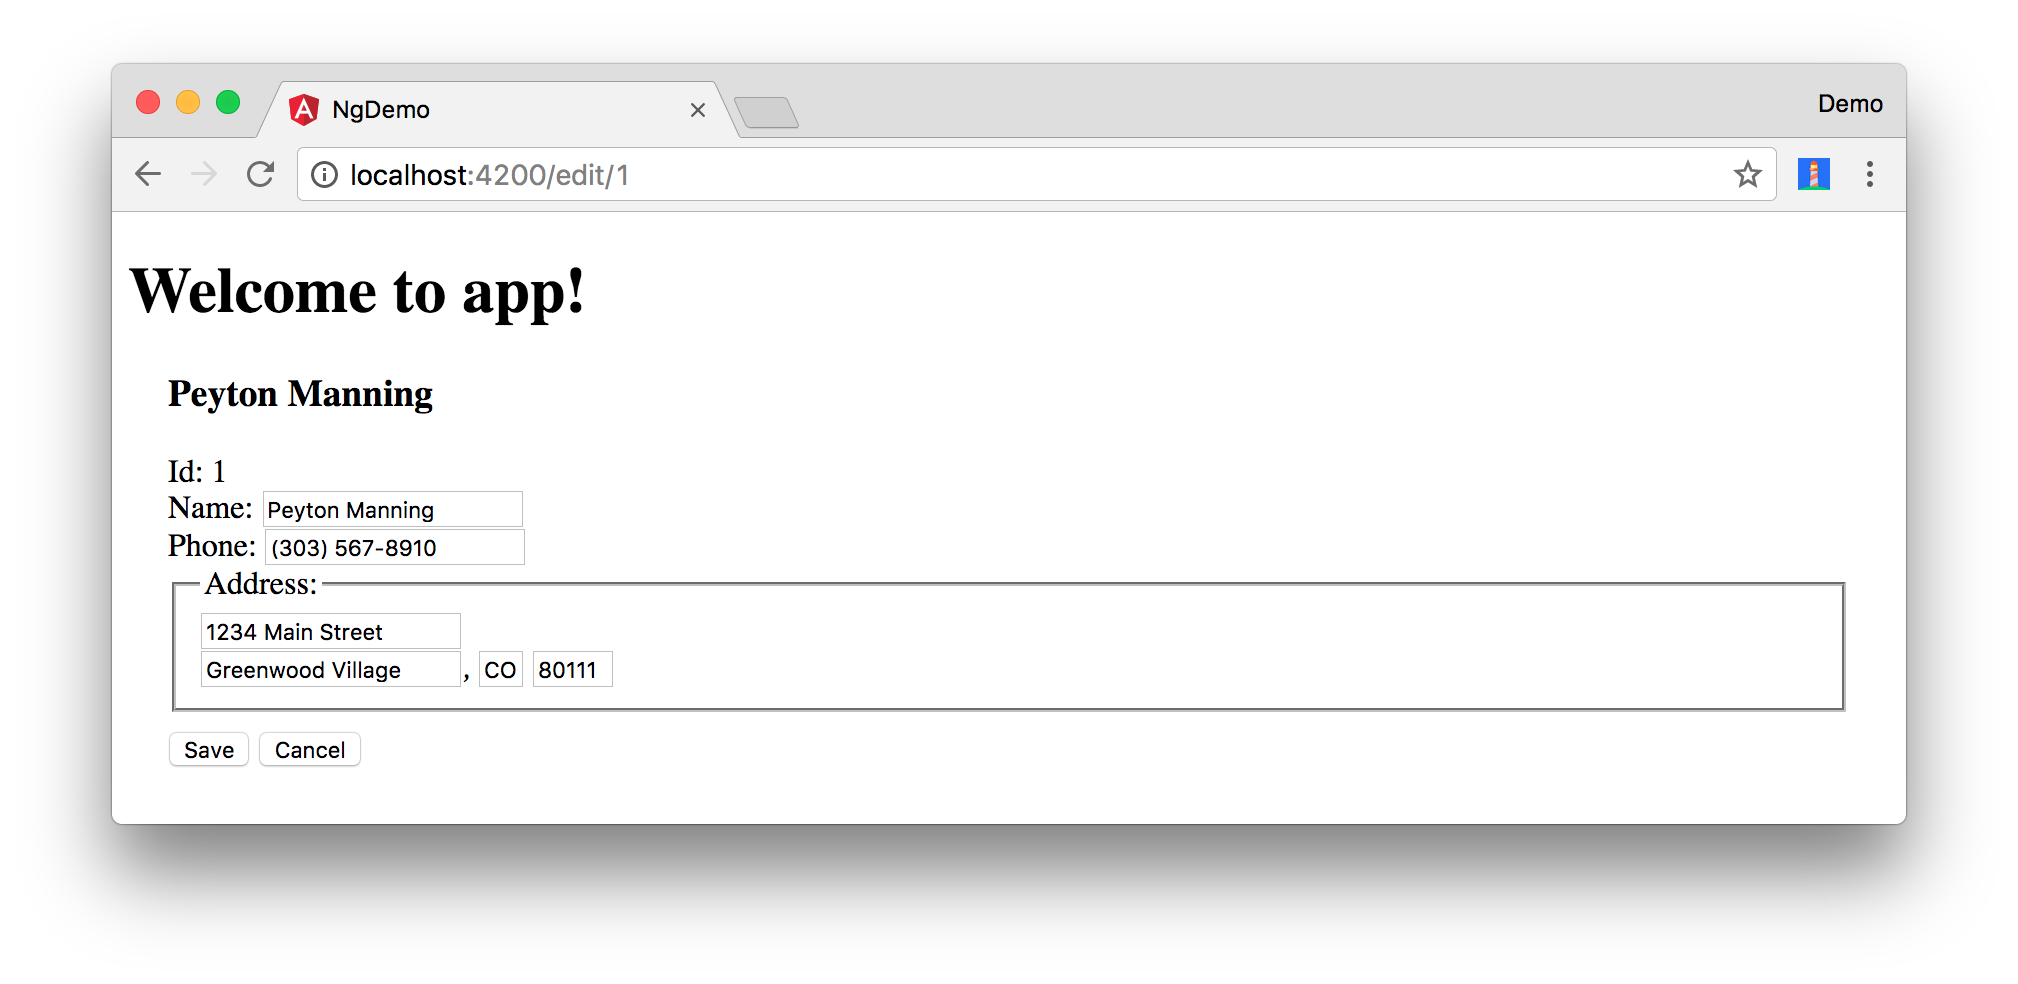 NgDemo
Demo
localhost:4200/edit/1
Welcome to app!
Peyton Manning
Id: 1
Name: Peyton Manning
Phone: (303) 567-8910
Address:
1234 Main Street
Greenwood Village, CO 80111
Save Cancel